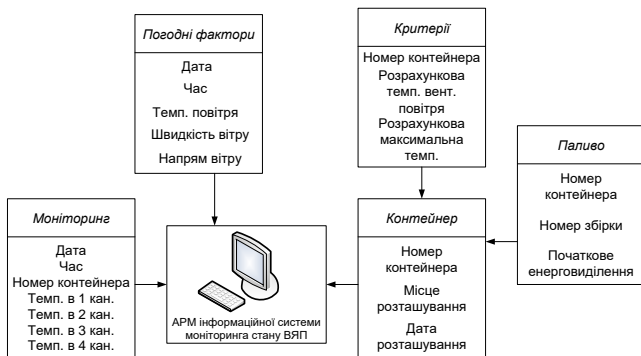 Погодні фактори
Дата
Час
Темп. повітря
Швидкість вітру
Напрям вітру
Критерії
Номер контейнера
Розрахункова
темп. вент.
повітря
Розрахункова
максимальна
темп.
Паливо
Номер
контейнера
Номер збірки
Початкове
енерговиділення
Моніторинг
Дата
Час
Номер контейнера
Темп. в 1 кан.
Темп. в 2 кан.
Темп. в 3 кан.
Темп. в 4 кан.
АРМ інформаційної системи
моніторинга стану ВЯП
Контейнер
Номер
контейнера
Місце
розташування
Дата
розташування